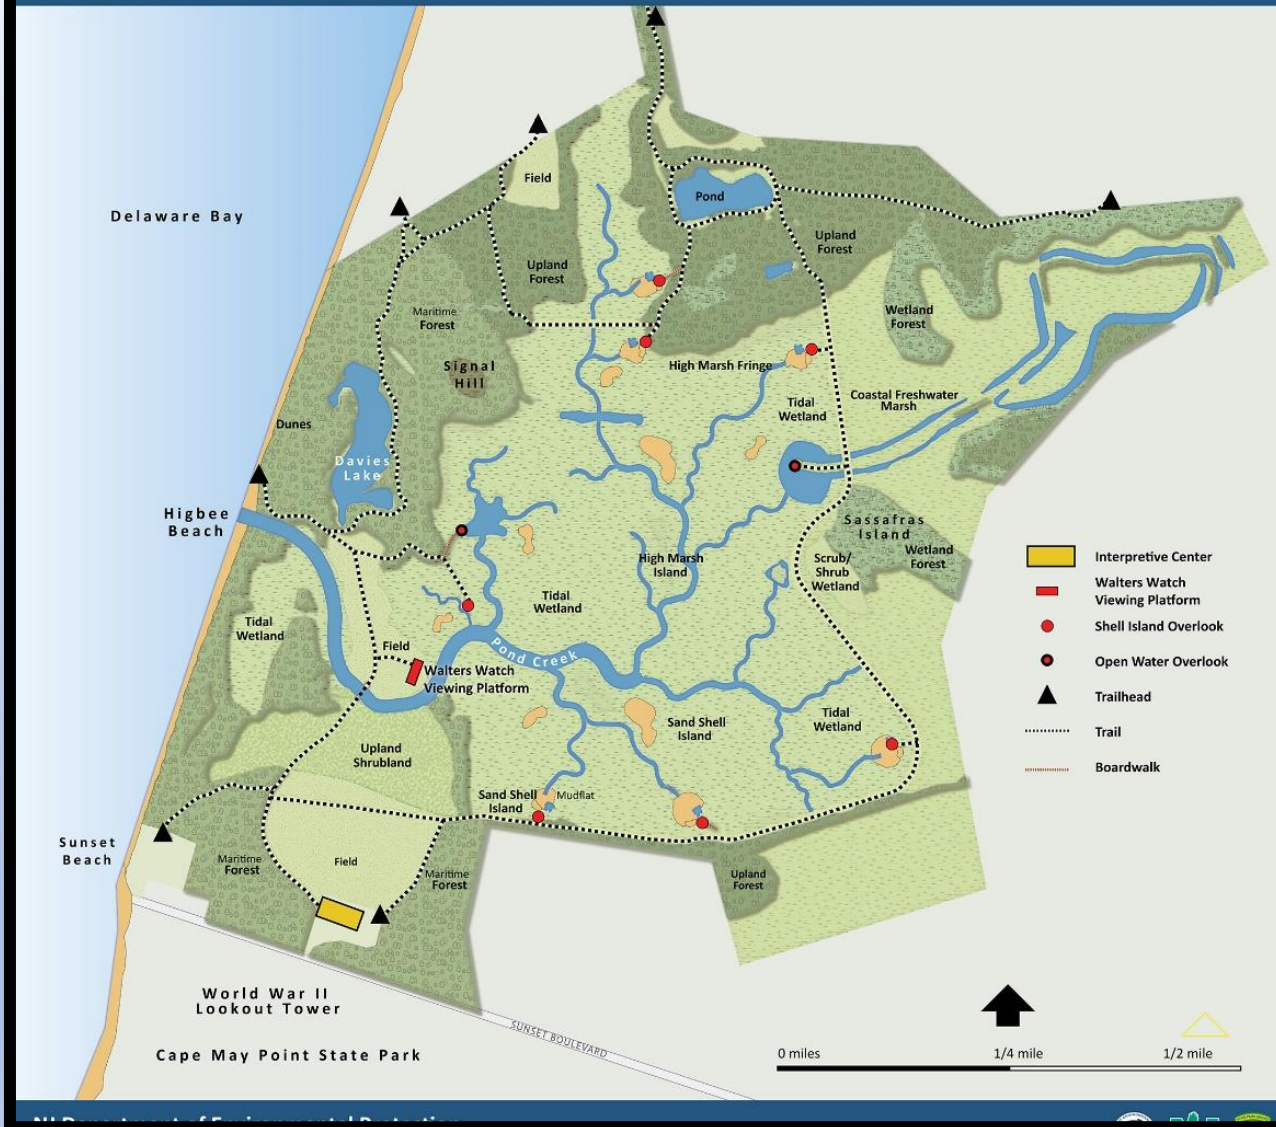 Field
Pond
Delaware Bay
Upland
Forest
Upland
Forest
Maritime
Forest
Wetland
Forest
Signal
Hill
High Marsh Fringe
Tidal
Wetland
Coastal Freshwater
Marsh
Dunes
Davies
Lake
Higbee
Beach
Sassafras
Island
Wetland
Forest
High Marsh
Island
Scrub/
Shrub
Wetland
Tidal
Wetland
Tidal
Wetland
Field
Pond Creek
Walters Watch
Viewing Platform
Interpretive Center
Walters Watch
Viewing Platform
Shell Island Overlook
Open Water Overlook
Trailhead
Trail
Boardwalk
Sand Shell
Island
Tidal
Wetland
Upland
Shrubland
Sand Shell
Island
Mudflat
Sunset
Beach
Maritime
Forest
Field
Maritime
Forest
Upland
Forest
World War II
Lookout Tower
Cape May Point State Park
SUNSET BOULEVARD
0 miles
1/4 mile
1/2 mile
NJ Department of Environmental Protection